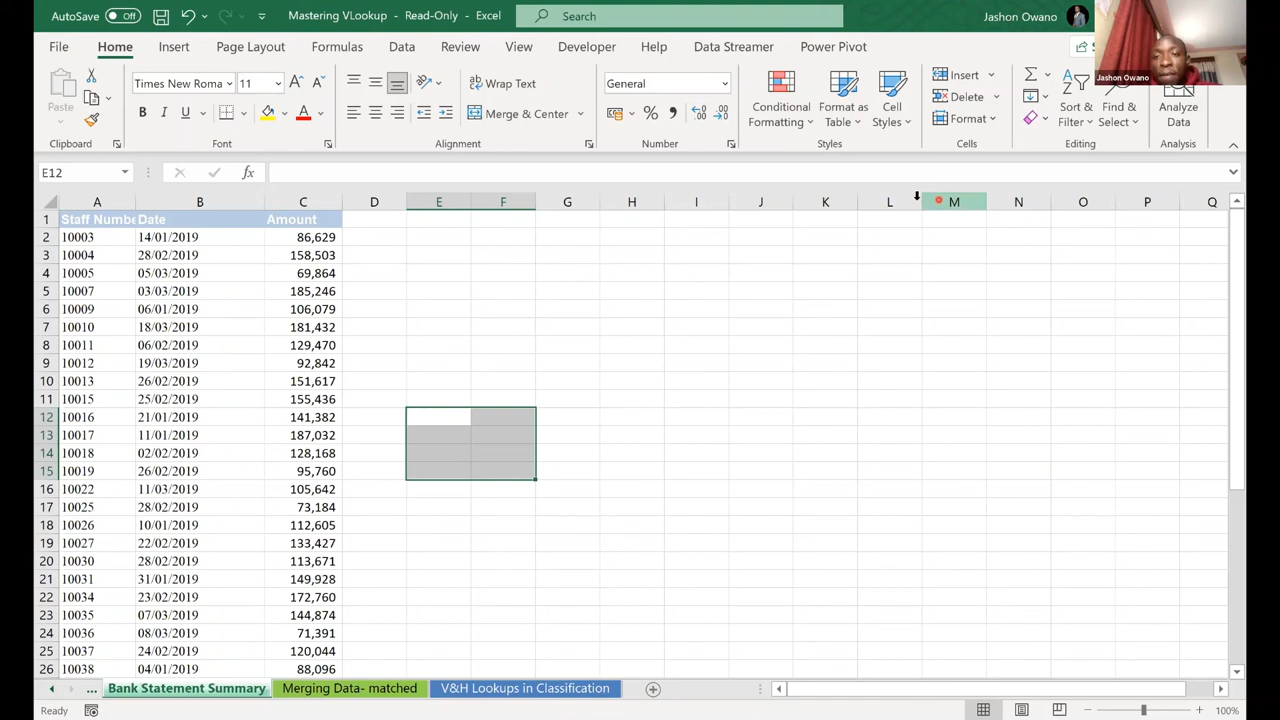 AutoSave Off Mastering VLookup - Read-Only - Excel Search Jashon Owano
File Home Insert Page Layout Formulas Data Review View Developer Help Data Streamer Power Pivot
Jashon Owano
Paste
Times New Roma 11
Wrap Text
Merge & Center
General
Conditional Formatting
Format as Table
Cell Styles
Insert
Delete
Format
Sort & Filter
Find & Select
Analyze Data
Clipboard Font Alignment Number Styles Cells Editing Analysis
E12 fx
A B C D E F G H I J K L M N O P Q
1 Staff Numbe Date Amount
2 10003 14/01/2019 86,629
3 10004 28/02/2019 158,503
4 10005 05/03/2019 69,864
5 10007 03/03/2019 185,246
6 10009 06/01/2019 106,079
7 10010 18/03/2019 181,432
8 10011 06/02/2019 129,470
9 10012 19/03/2019 92,842
10 10013 26/02/2019 151,617
11 10015 25/02/2019 155,436
12 10016 21/01/2019 141,382
13 10017 11/01/2019 187,032
14 10018 02/02/2019 128,168
15 10019 26/02/2019 95,760
16 10022 11/03/2019 105,642
17 10025 28/02/2019 73,184
18 10026 10/01/2019 112,605
19 10027 22/02/2019 133,427
20 10030 28/02/2019 113,671
21 10031 31/01/2019 149,928
22 10034 23/02/2019 172,760
23 10035 07/03/2019 144,874
24 10036 08/03/2019 71,391
25 10037 24/02/2019 120,044
26 10038 04/01/2019 88,096
... Bank Statement Summary Merging Data- matched V&H Lookups in Classification
Ready 100%